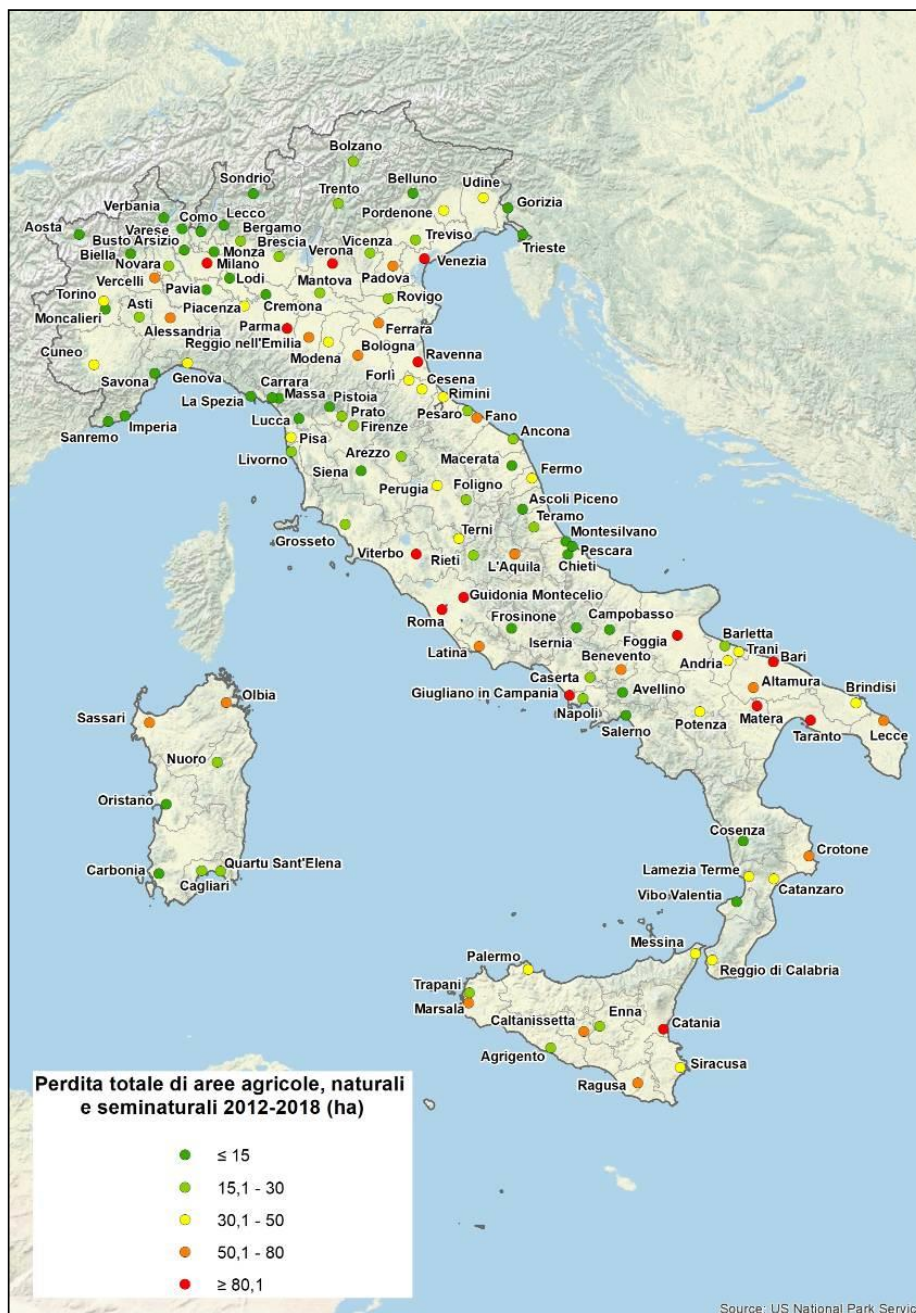 Bolzano
Sondrio
Trento
Belluno
Udine
Verbania
Como
Lecco
Pordenone
Gorizia
Aosta
Varese
Bergamo
Treviso
Busto Arsizio
Brescia
Vicenza
Trieste
Biella
Monza
Verona
Novara
Milano
Venezia
Vercelli
Lodi
Mantova
Padova
Torino
Pavia
Rovigo
Asti
Piacenza
Cremona
Moncalieri
Alessandria
Parma
Ferrara
Reggio nell'Emilia
Bologna
Cuneo
Modena
Ravenna
Savona
Genova
Forlì
Cesena
Carrara
Rimini
La Spezia
Massa
Pistoia
Pesaro
Fano
Imperia
Lucca
Prato
Sanremo
Firenze
Pisa
Ancona
Livorno
Arezzo
Macerata
Siena
Fermo
Perugia
Foligno
Ascoli Piceno
Teramo
Grosseto
Terni
Montesilvano
Viterbo
Rieti
L'Aquila
Pescara
Chieti
Guidonia Montecelio
Roma
Frosinone
Campobasso
Isernia
Foggia
Barletta
Latina
Benevento
Trani
Andria
Bari
Caserta
Altamura
Giugliano in Campania
Avellino
Brindisi
Olbia
Napoli
Potenza
Matera
Sassari
Salerno
Taranto
Lecce
Nuoro
Oristano
Cosenza
Crotone
Carbonia
Quartu Sant'Elena
Lamezia Terme
Cagliari
Catanzaro
Vibo Valentia
Messina
Palermo
Reggio di Calabria
Trapani
Marsala
Caltanissetta
Enna
Catania
Agrigento
Siracusa
Ragusa
Perdita totale di aree agricole, naturali
e seminaturali 2012-2018 (ha)
≤ 15
15,1 - 30
30,1 - 50
50,1 - 80
≥ 80,1
Source: US National Park Servic